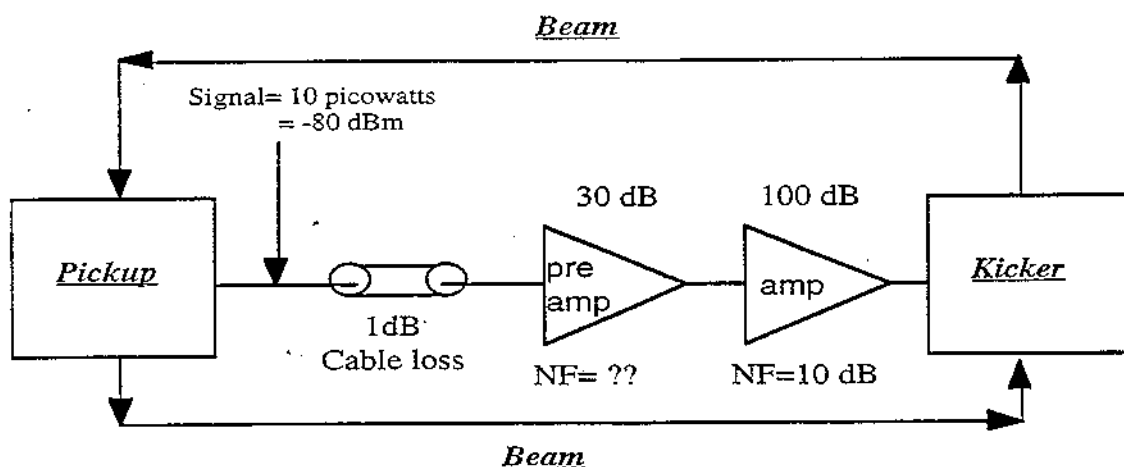 Beam
Signal= 10 picowatts
= -80 dBm
30 dB
100 dB
Pickup
pre
amp
amp
Kicker
1dB
Cable loss
NF= ??
NF=10 dB
Beam